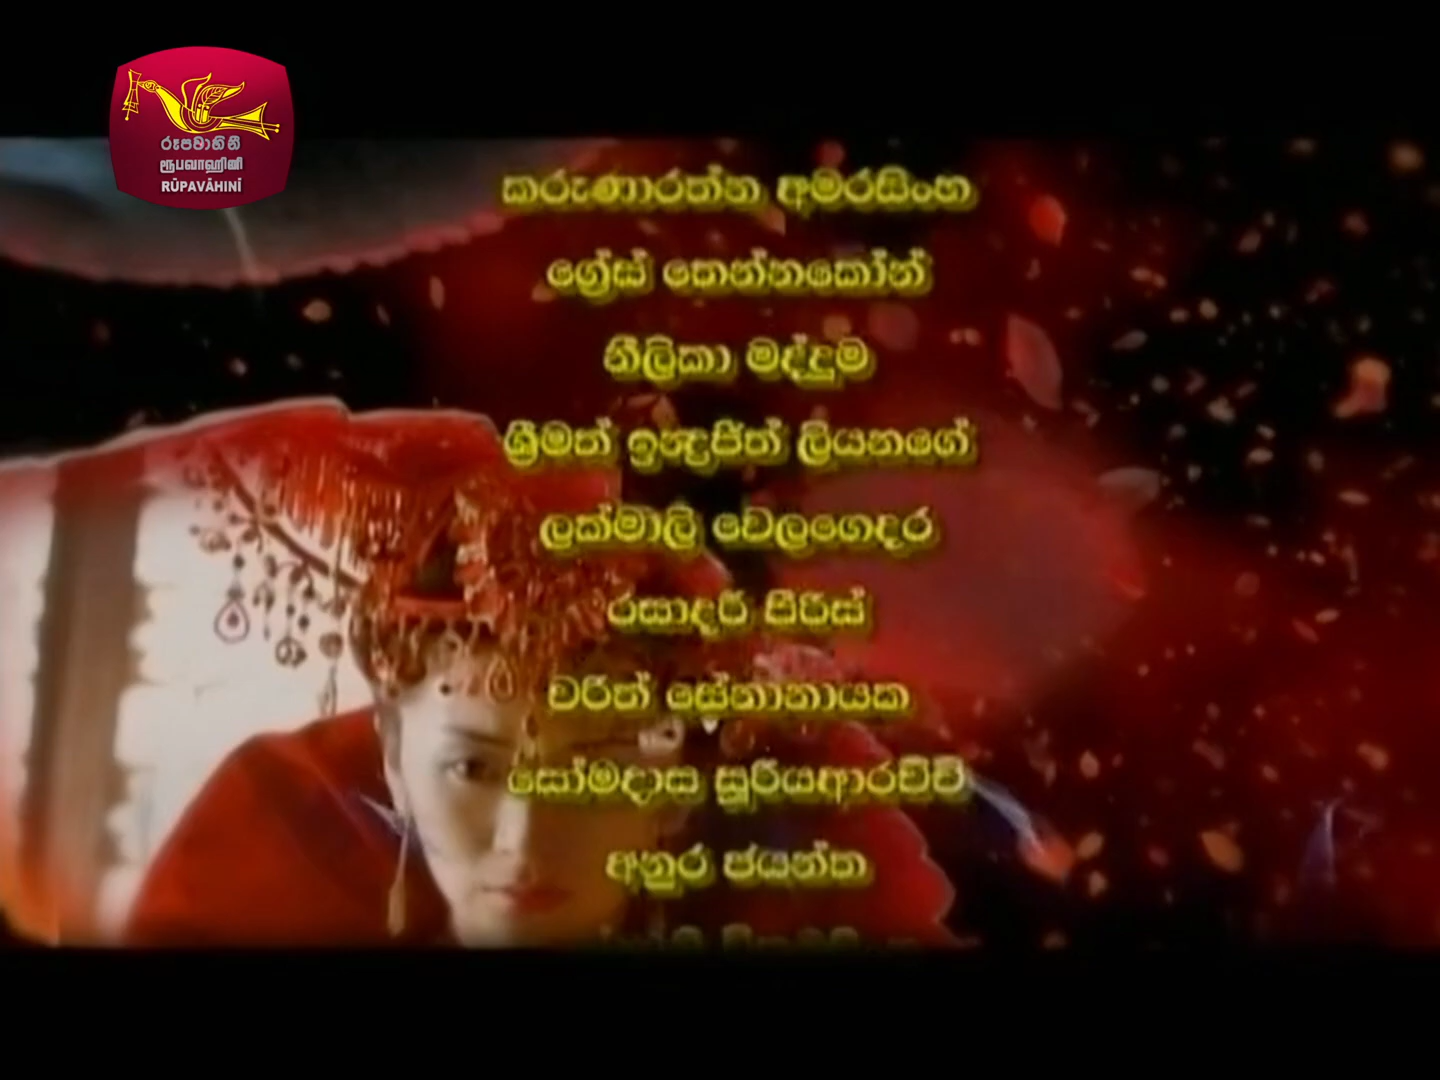 රූපවාහිනී
ரூபவாஹினி
RŪPAVĀHINĪ
කරුණාරත්න අමරසිංහ
ග්‍රේස් තෙන්නකෝන්
නීලිකා මද්දූම
ශ්‍රීමත් ඉන්ද්‍රජිත් ලියනගේ
ලක්මාලි වෙලගෙදර
රසාදරී පීරිස්
චරිත් සේනානායක
සෝමදාස සූරියආරච්චි
අනුර ජයන්ත